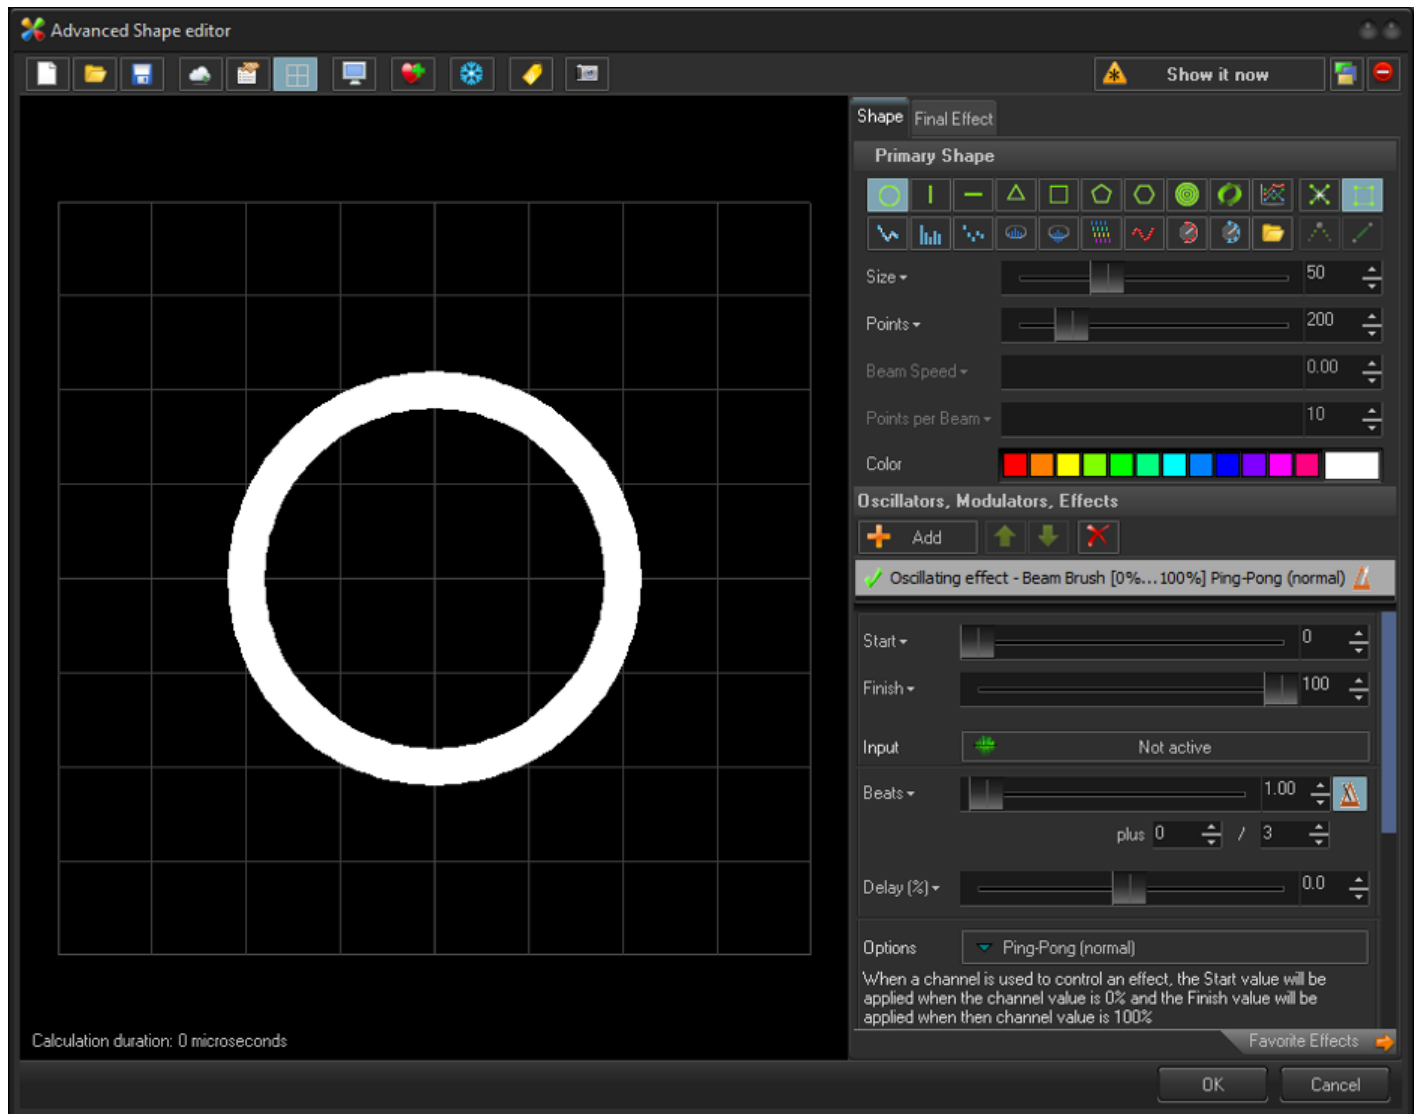 Advanced Shape editor
Show it now
Shape Final Effect
Primary Shape
Size 50
Points 200
Beam Speed 0.00
Points per Beam 10
Color
Oscillators, Modulators, Effects
Add
Oscillating effect - Beam Brush [0%...100%] Ping-Pong (normal)
Start 0
Finish 100
Input Not active
Beats 1.00
plus 0 / 3
Delay (%) 0.0
Options Ping-Pong (normal)
When a channel is used to control an effect, the Start value will be
applied when the channel value is 0% and the Finish value will be
applied when then channel value is 100%
Calculation duration: 0 microseconds
Favorite Effects
OK Cancel